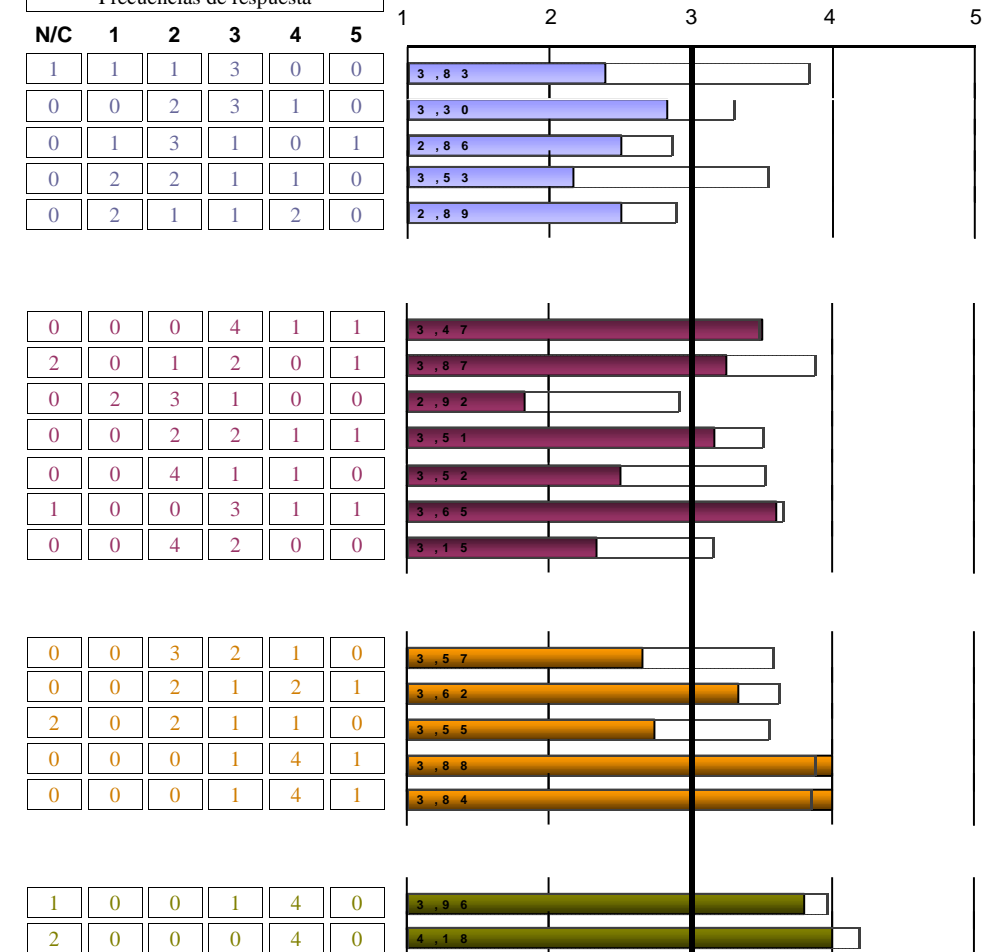 Frecuencias de respuesta
1 2 3 4 5
N/C 1 2 3 4 5
1 1 1 3 0 0 3,83
0 0 2 3 1 0 3,30
0 1 3 1 0 1 2,86
0 2 2 1 1 0 3,53
0 2 1 1 2 0 2,89
0 0 0 4 1 1 3,47
2 0 1 2 0 1 3,87
0 2 3 1 0 0 2,92
0 0 2 2 1 1 3,51
0 0 4 1 1 0 3,52
1 0 0 3 1 1 3,65
0 0 4 2 0 0 3,15
0 0 3 2 1 0 3,57
0 0 2 1 2 1 3,62
2 0 2 1 1 0 3,55
0 0 0 1 4 1 3,88
0 0 0 1 4 1 3,84
1 0 0 1 4 0 3,96
2 0 0 0 4 0 4,18